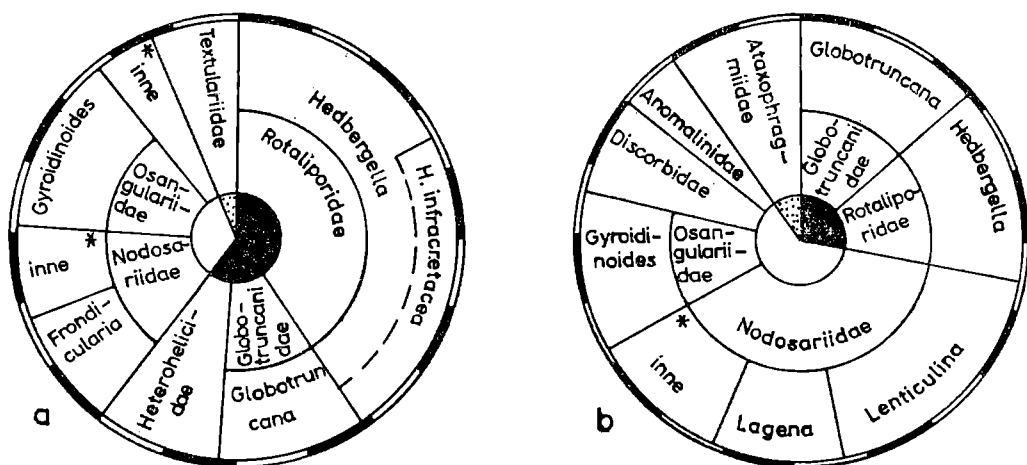 inne
*
Textulariidae
Hedbergella
Rotaliporidae
H. infracretacea
Gyroidinoides
Osan-
gularii-
dae
inne
*
Nodosa-
riidae
Frondi-
cularia
Heterohelici-
dae
Globo-
truncani
dae
Globotrun
cana
a
Ataxophrag-
miidae
Globotruncana
Globo-
truncani
dae
Hedbergella
Rotalipo-
ridae
Anomalinidae
Discorbidae
Gyroidi-
noides
Osan-
gularii-
dae
Nodosariidae
*
inne
Lagena
Lenticulina
b